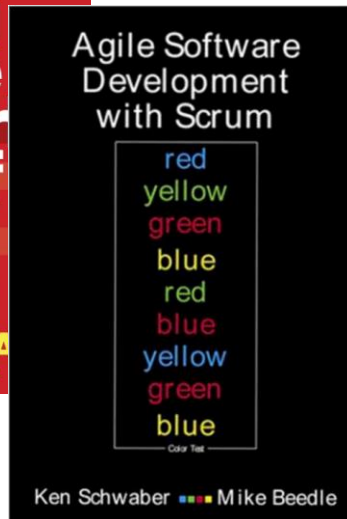 Agile Software
Development
with Scrum
red
yellow
green
blue
red
blue
yellow
green
blue
Color Test
Ken Schwaber
Mike Beedle